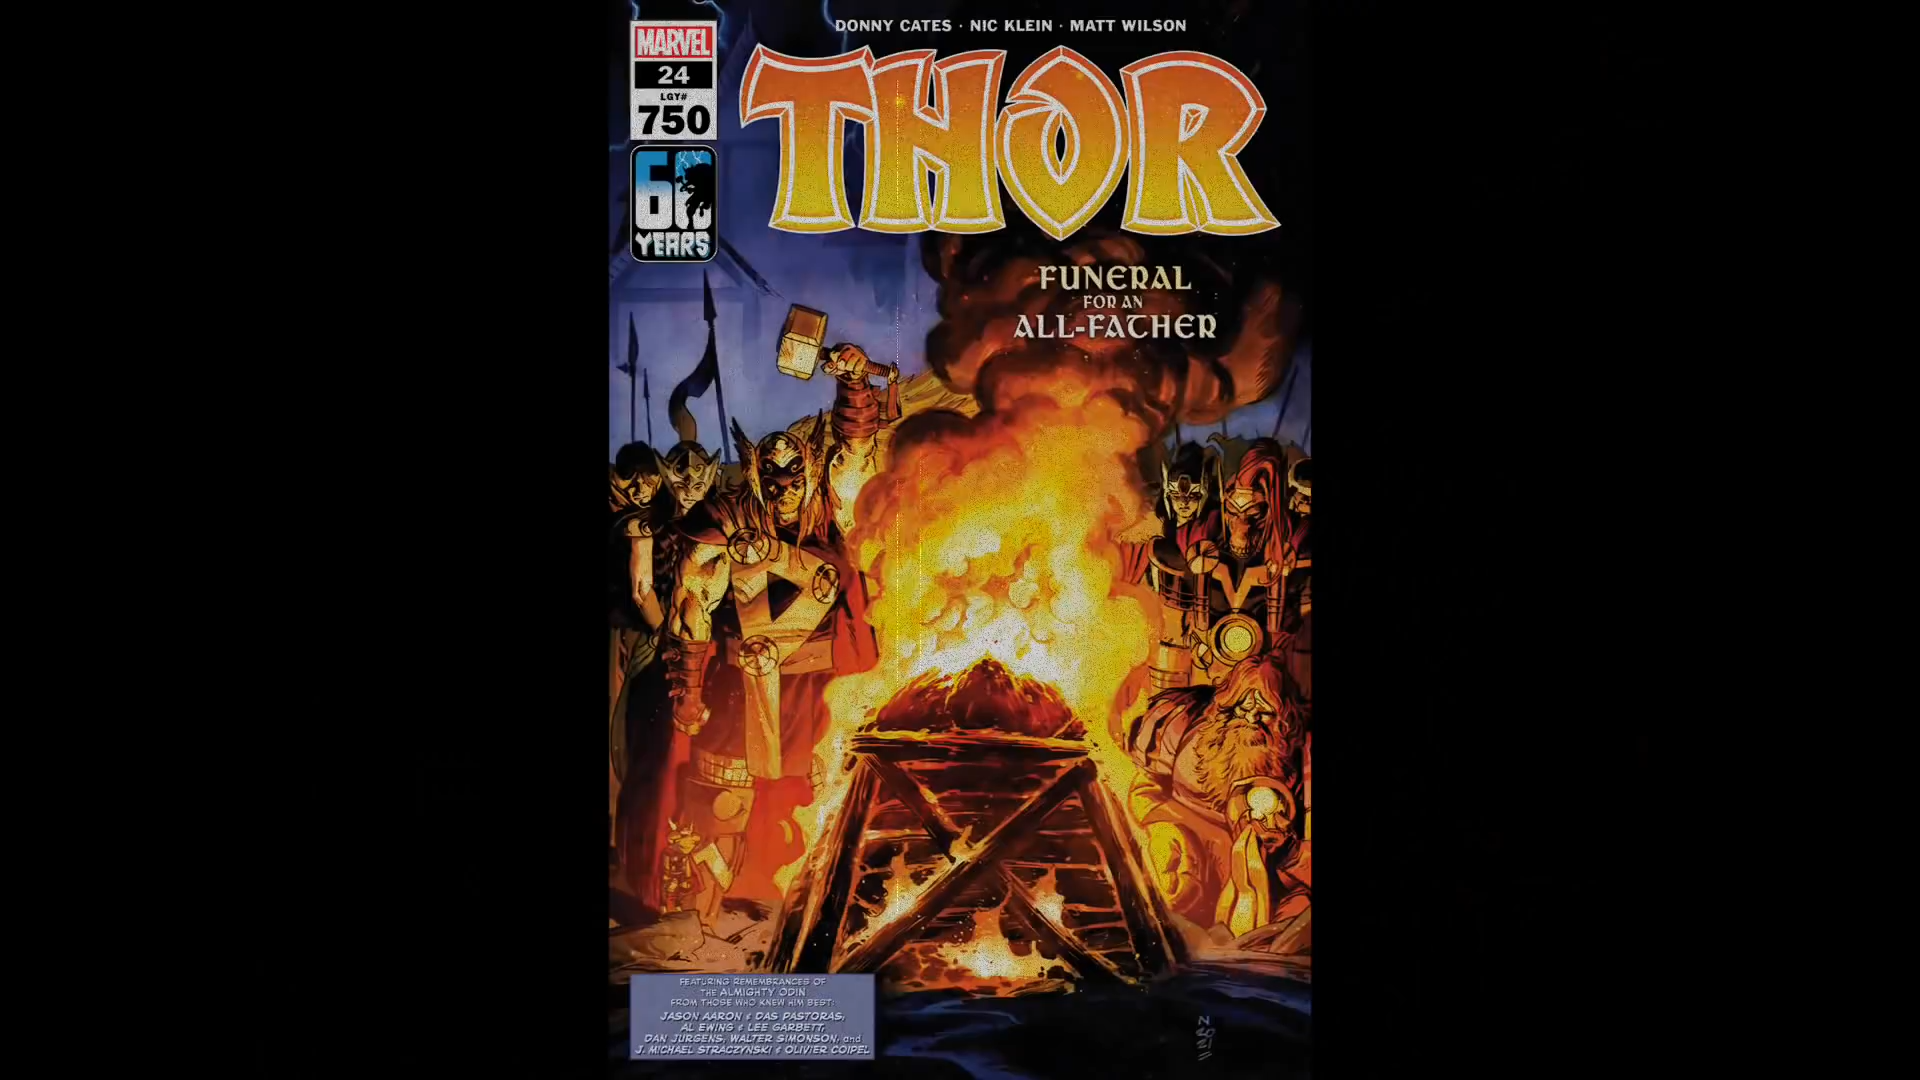 DONNY CATES · NIC KLEIN · MATT WILSON
MARVEL
24
LGY#
750
60
YEARS
THOR
FUNERAL
FOR AN
ALL-FATHER
FEATURING REMEMBRANCES OF
THE ALMIGHTY ODIN
FROM THOSE WHO KNEW HIM BEST:
JASON AARON & DAS PASTORAS,
AL EWING & LEE GARBETT,
DAN JURGENS, WALTER SIMONSON, and
J. MICHAEL STRACZYNSKI & OLIVIER COIPEL